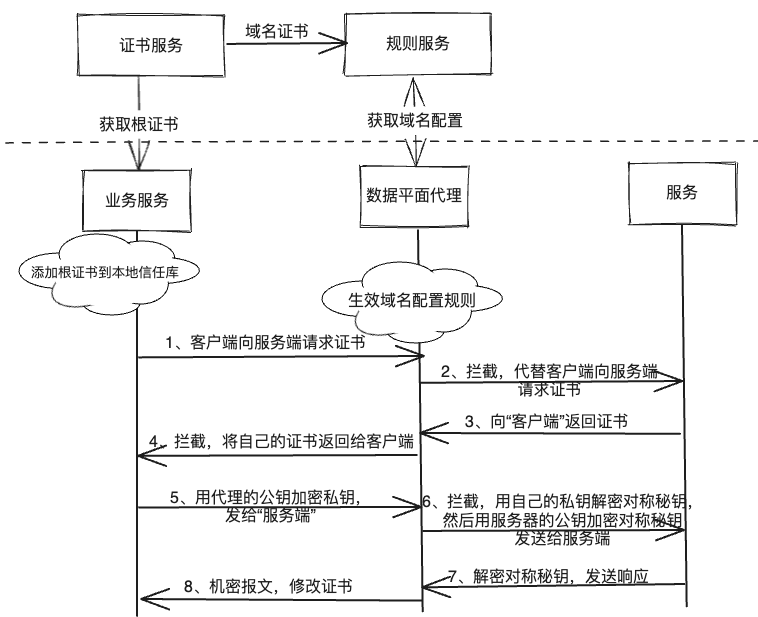 证书服务
域名证书
规则服务
获取根证书
获取域名配置
业务服务
数据平面代理
服务
添加根证书到本地信任库
生效域名配置规则
1、客户端向服务端请求证书
2、拦截，代替客户端向服务端
请求证书
3、向“客户端”返回证书
4、拦截，将自己的证书返回给客户端
5、用代理的公钥加密私钥，
发给“服务端”
6、拦截，用自己的私钥解密对称秘钥，
然后用服务器的公钥加密对称秘钥
发送给服务端
7、解密对称秘钥，发送响应
8、机密报文，修改证书